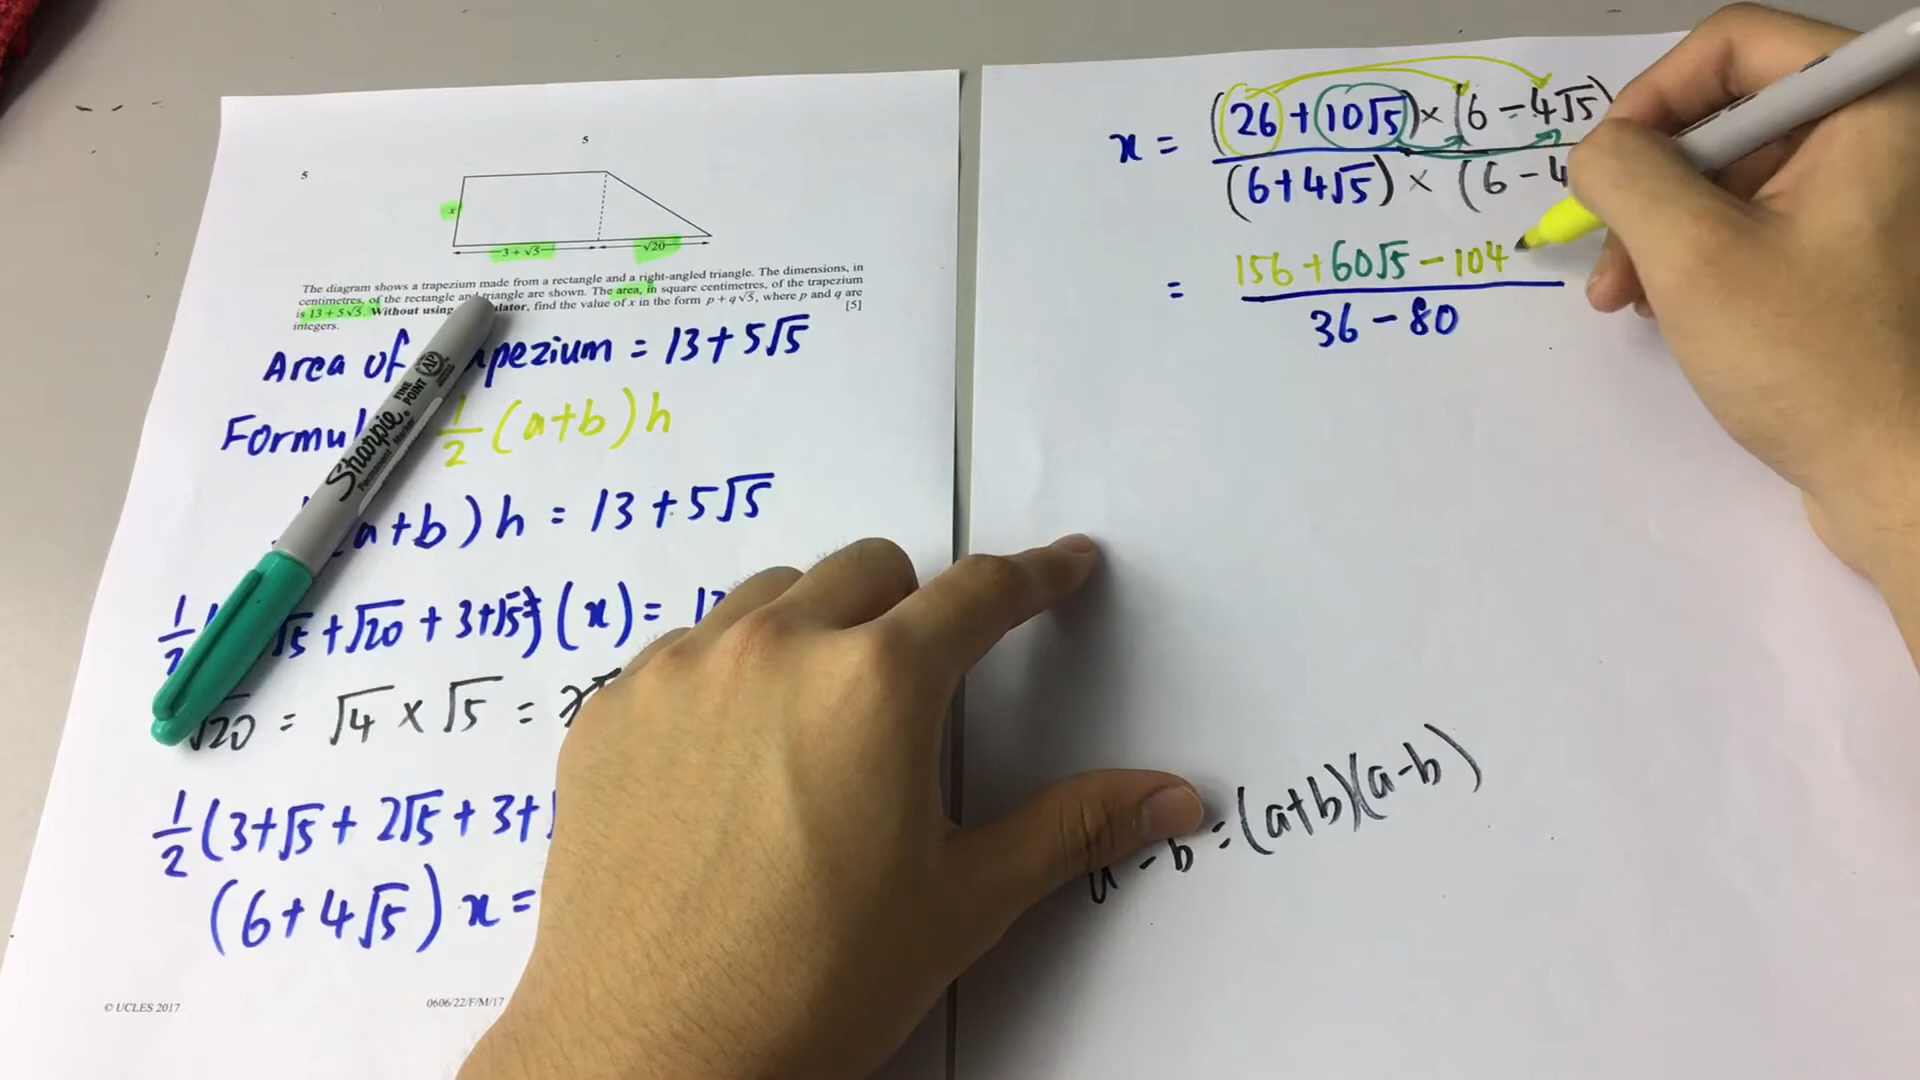 5
5
x
3 + √5
√20
The diagram shows a trapezium made from a rectangle and a right-angled triangle. The dimensions, in
centimetres, of the rectangle and triangle are shown. The area, in square centimetres, of the trapezium
is 13 + 5√5. Without using, find the value of x in the form p + q√5, where p and q are
integers. [5]
Area of = 13 + 5√5
1/2 (a+b) h
a+b) h = 13 + 5√5
1/2 √5 + √20 + 3+√5) (x) =
√20 = √4 × √5 =
1/2 (3+√5 + 2√5 + 3+
(6+4√5) x =
© UCLES 2017
0606/22/F/M/17
Sharpie
FINE POINT
Permanent Marker
AP
x = (26 + 10√5) × (6 - 4√5)
(6+4√5) × (6 - 4
= 156 + 60√5 - 104
36 - 80
= (a+b)(a-b)